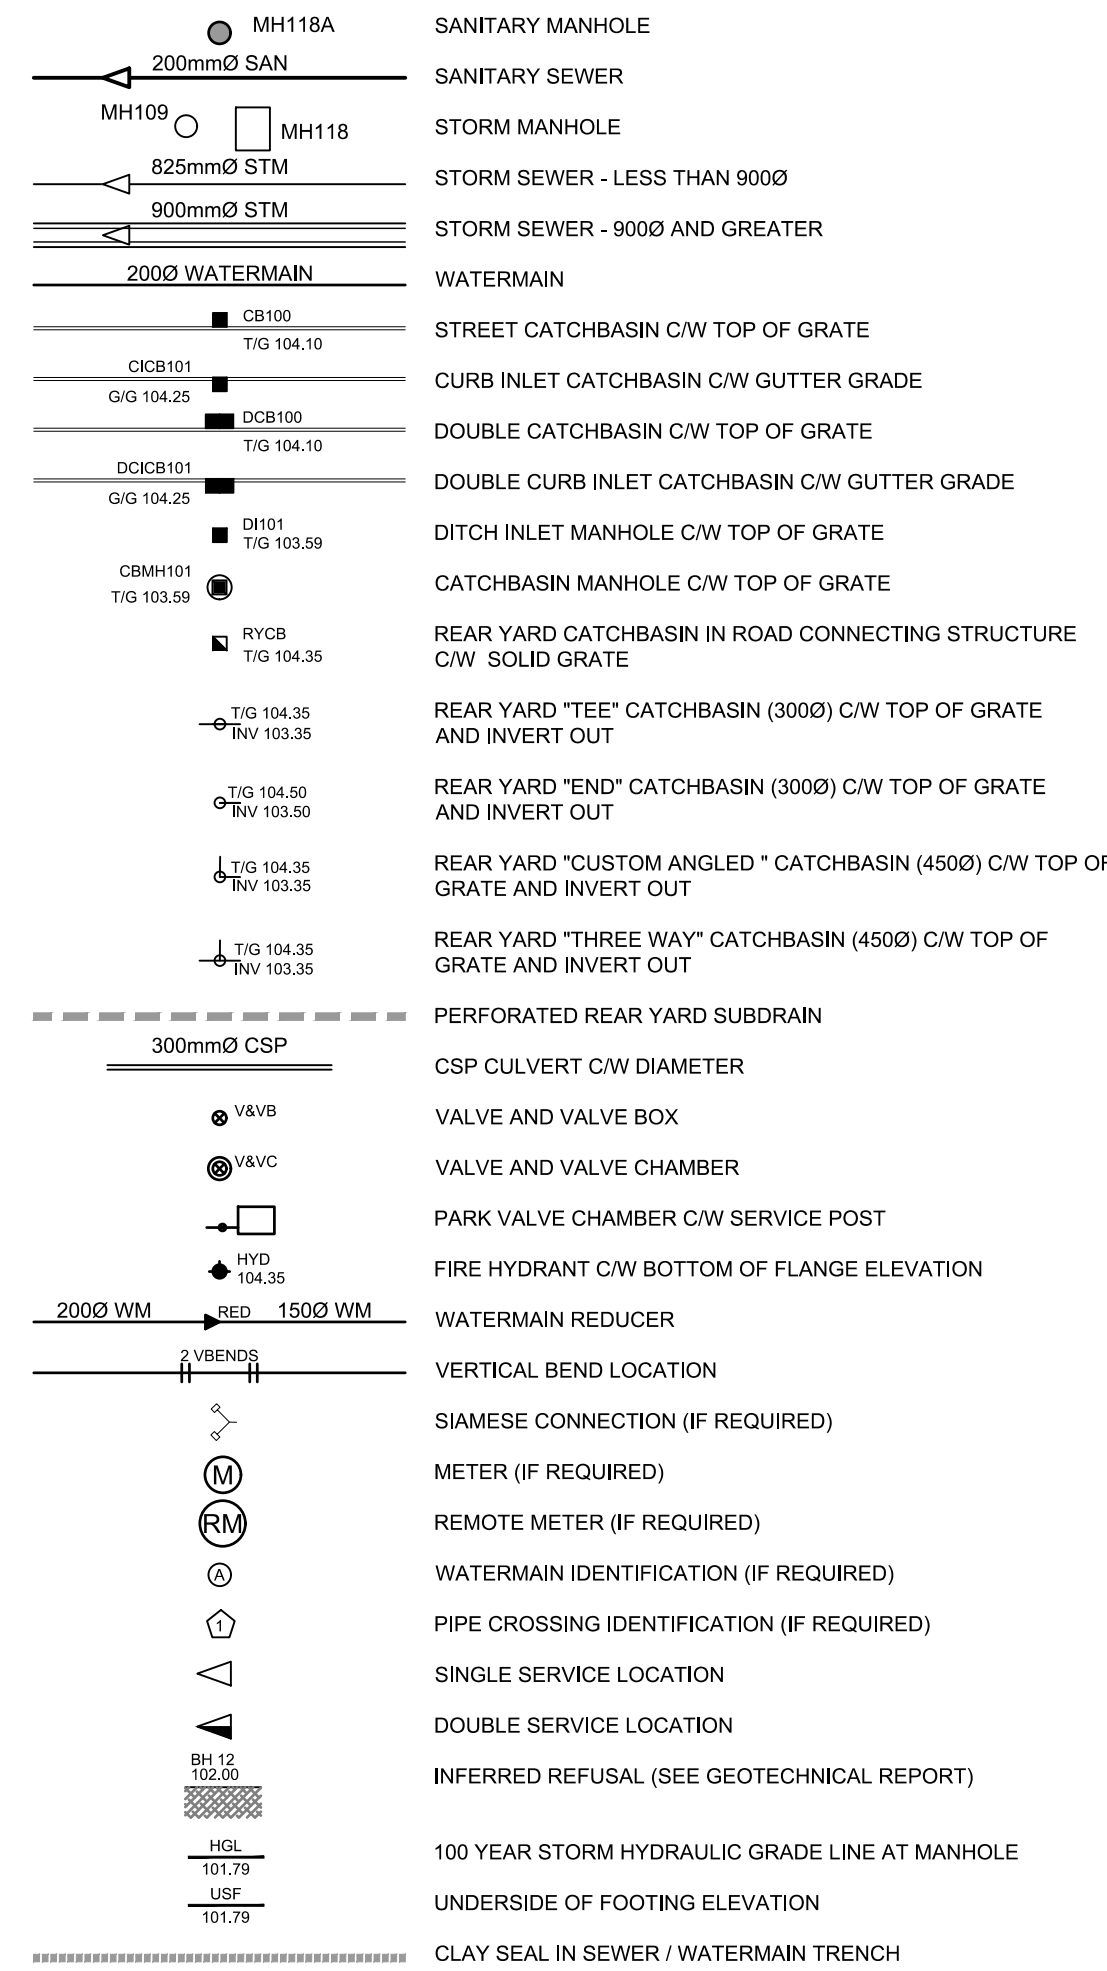 MH118A SANITARY MANHOLE
200mmØ SAN SANITARY SEWER
MH109 MH118 STORM MANHOLE
825mmØ STM STORM SEWER - LESS THAN 900Ø
900mmØ STM STORM SEWER - 900Ø AND GREATER
200Ø WATERMAIN WATERMAIN
CB100
T/G 104.10
STREET CATCHBASIN C/W TOP OF GRATE
CICB101
G/G 104.25
CURB INLET CATCHBASIN C/W GUTTER GRADE
DCB100
T/G 104.10
DOUBLE CATCHBASIN C/W TOP OF GRATE
DCICB101
G/G 104.25
DOUBLE CURB INLET CATCHBASIN C/W GUTTER GRADE
DI101
T/G 103.59
DITCH INLET MANHOLE C/W TOP OF GRATE
CBMH101
T/G 103.59
CATCHBASIN MANHOLE C/W TOP OF GRATE
RYCB
T/G 104.35
REAR YARD CATCHBASIN IN ROAD CONNECTING STRUCTURE
C/W SOLID GRATE
T/G 104.35
INV 103.35
REAR YARD "TEE" CATCHBASIN (300Ø) C/W TOP OF GRATE
AND INVERT OUT
T/G 104.50
INV 103.50
REAR YARD "END" CATCHBASIN (300Ø) C/W TOP OF GRATE
AND INVERT OUT
T/G 104.35
INV 103.35
REAR YARD "CUSTOM ANGLED " CATCHBASIN (450Ø) C/W TOP OF
GRATE AND INVERT OUT
T/G 104.35
INV 103.35
REAR YARD "THREE WAY" CATCHBASIN (450Ø) C/W TOP OF
GRATE AND INVERT OUT
PERFORATED REAR YARD SUBDRAIN
300mmØ CSP CSP CULVERT C/W DIAMETER
V&VB VALVE AND VALVE BOX
V&VC VALVE AND VALVE CHAMBER
PARK VALVE CHAMBER C/W SERVICE POST
HYD
104.35
FIRE HYDRANT C/W BOTTOM OF FLANGE ELEVATION
200Ø WM RED 150Ø WM WATERMAIN REDUCER
2 VBENDS VERTICAL BEND LOCATION
SIAMESE CONNECTION (IF REQUIRED)
M METER (IF REQUIRED)
RM REMOTE METER (IF REQUIRED)
A WATERMAIN IDENTIFICATION (IF REQUIRED)
1 PIPE CROSSING IDENTIFICATION (IF REQUIRED)
SINGLE SERVICE LOCATION
DOUBLE SERVICE LOCATION
BH 12
102.00
INFERRED REFUSAL (SEE GEOTECHNICAL REPORT)
HGL
101.79
100 YEAR STORM HYDRAULIC GRADE LINE AT MANHOLE
USF
101.79
UNDERSIDE OF FOOTING ELEVATION
CLAY SEAL IN SEWER / WATERMAIN TRENCH